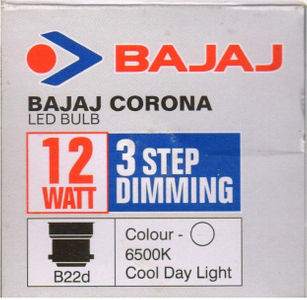 BAJAJ
BAJAJ CORONA
LED BULB
12 WATT
3 STEP
DIMMING
B22d
Colour -
6500K
Cool Day Light